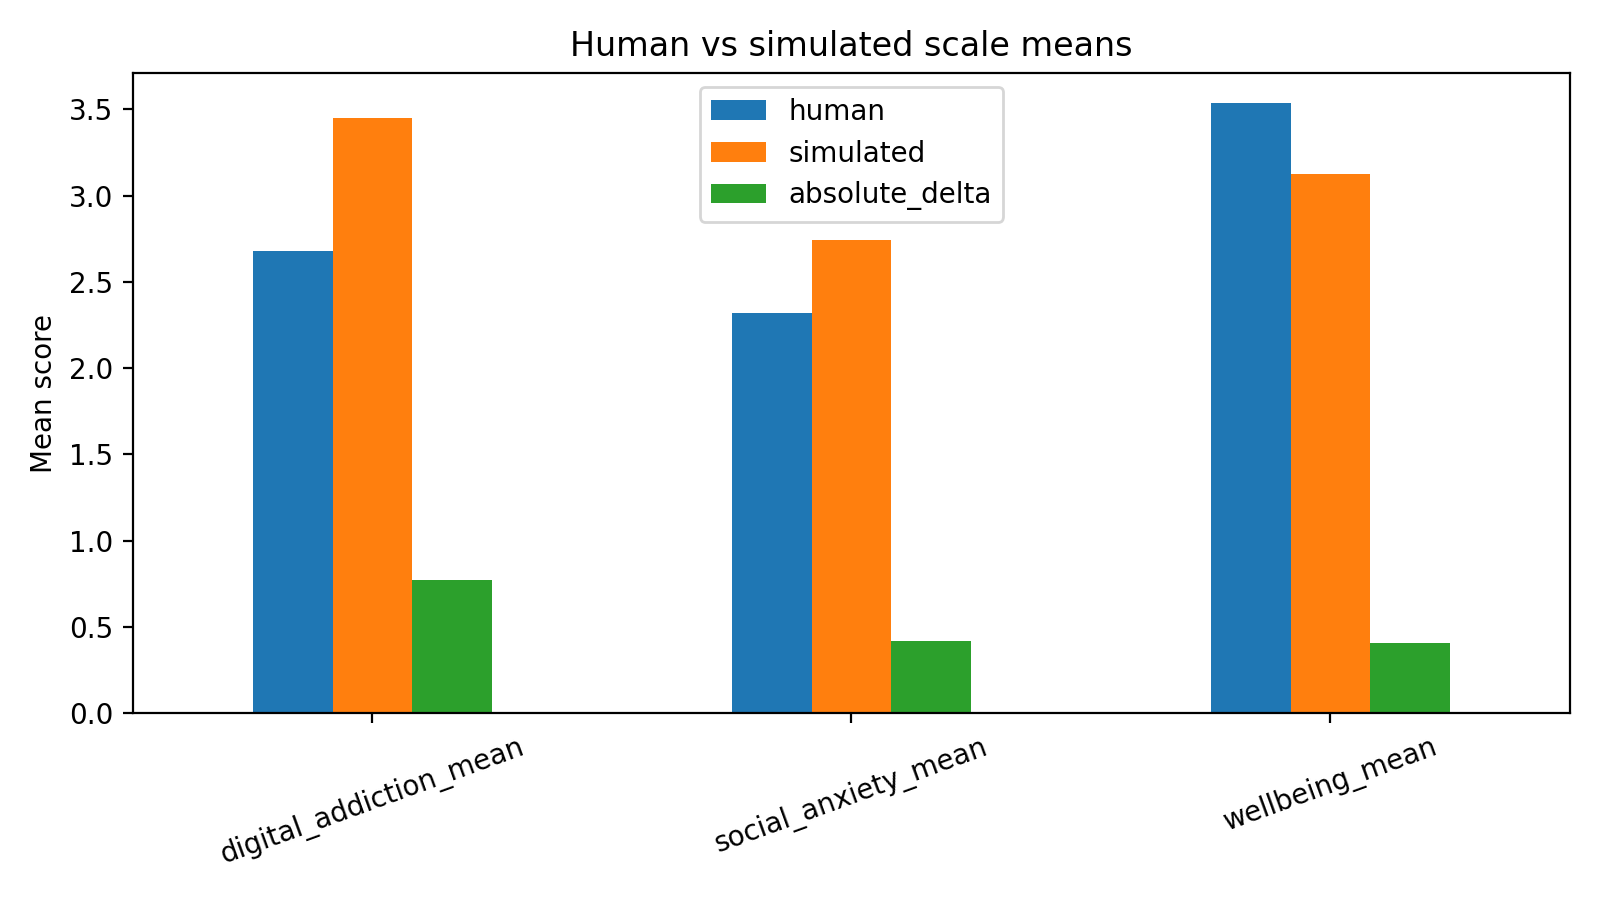 Human vs simulated scale means
human
simulated
absolute_delta
Mean score
3.5
3.0
2.5
2.0
1.5
1.0
0.5
0.0
digital_addiction_mean
social_anxiety_mean
wellbeing_mean